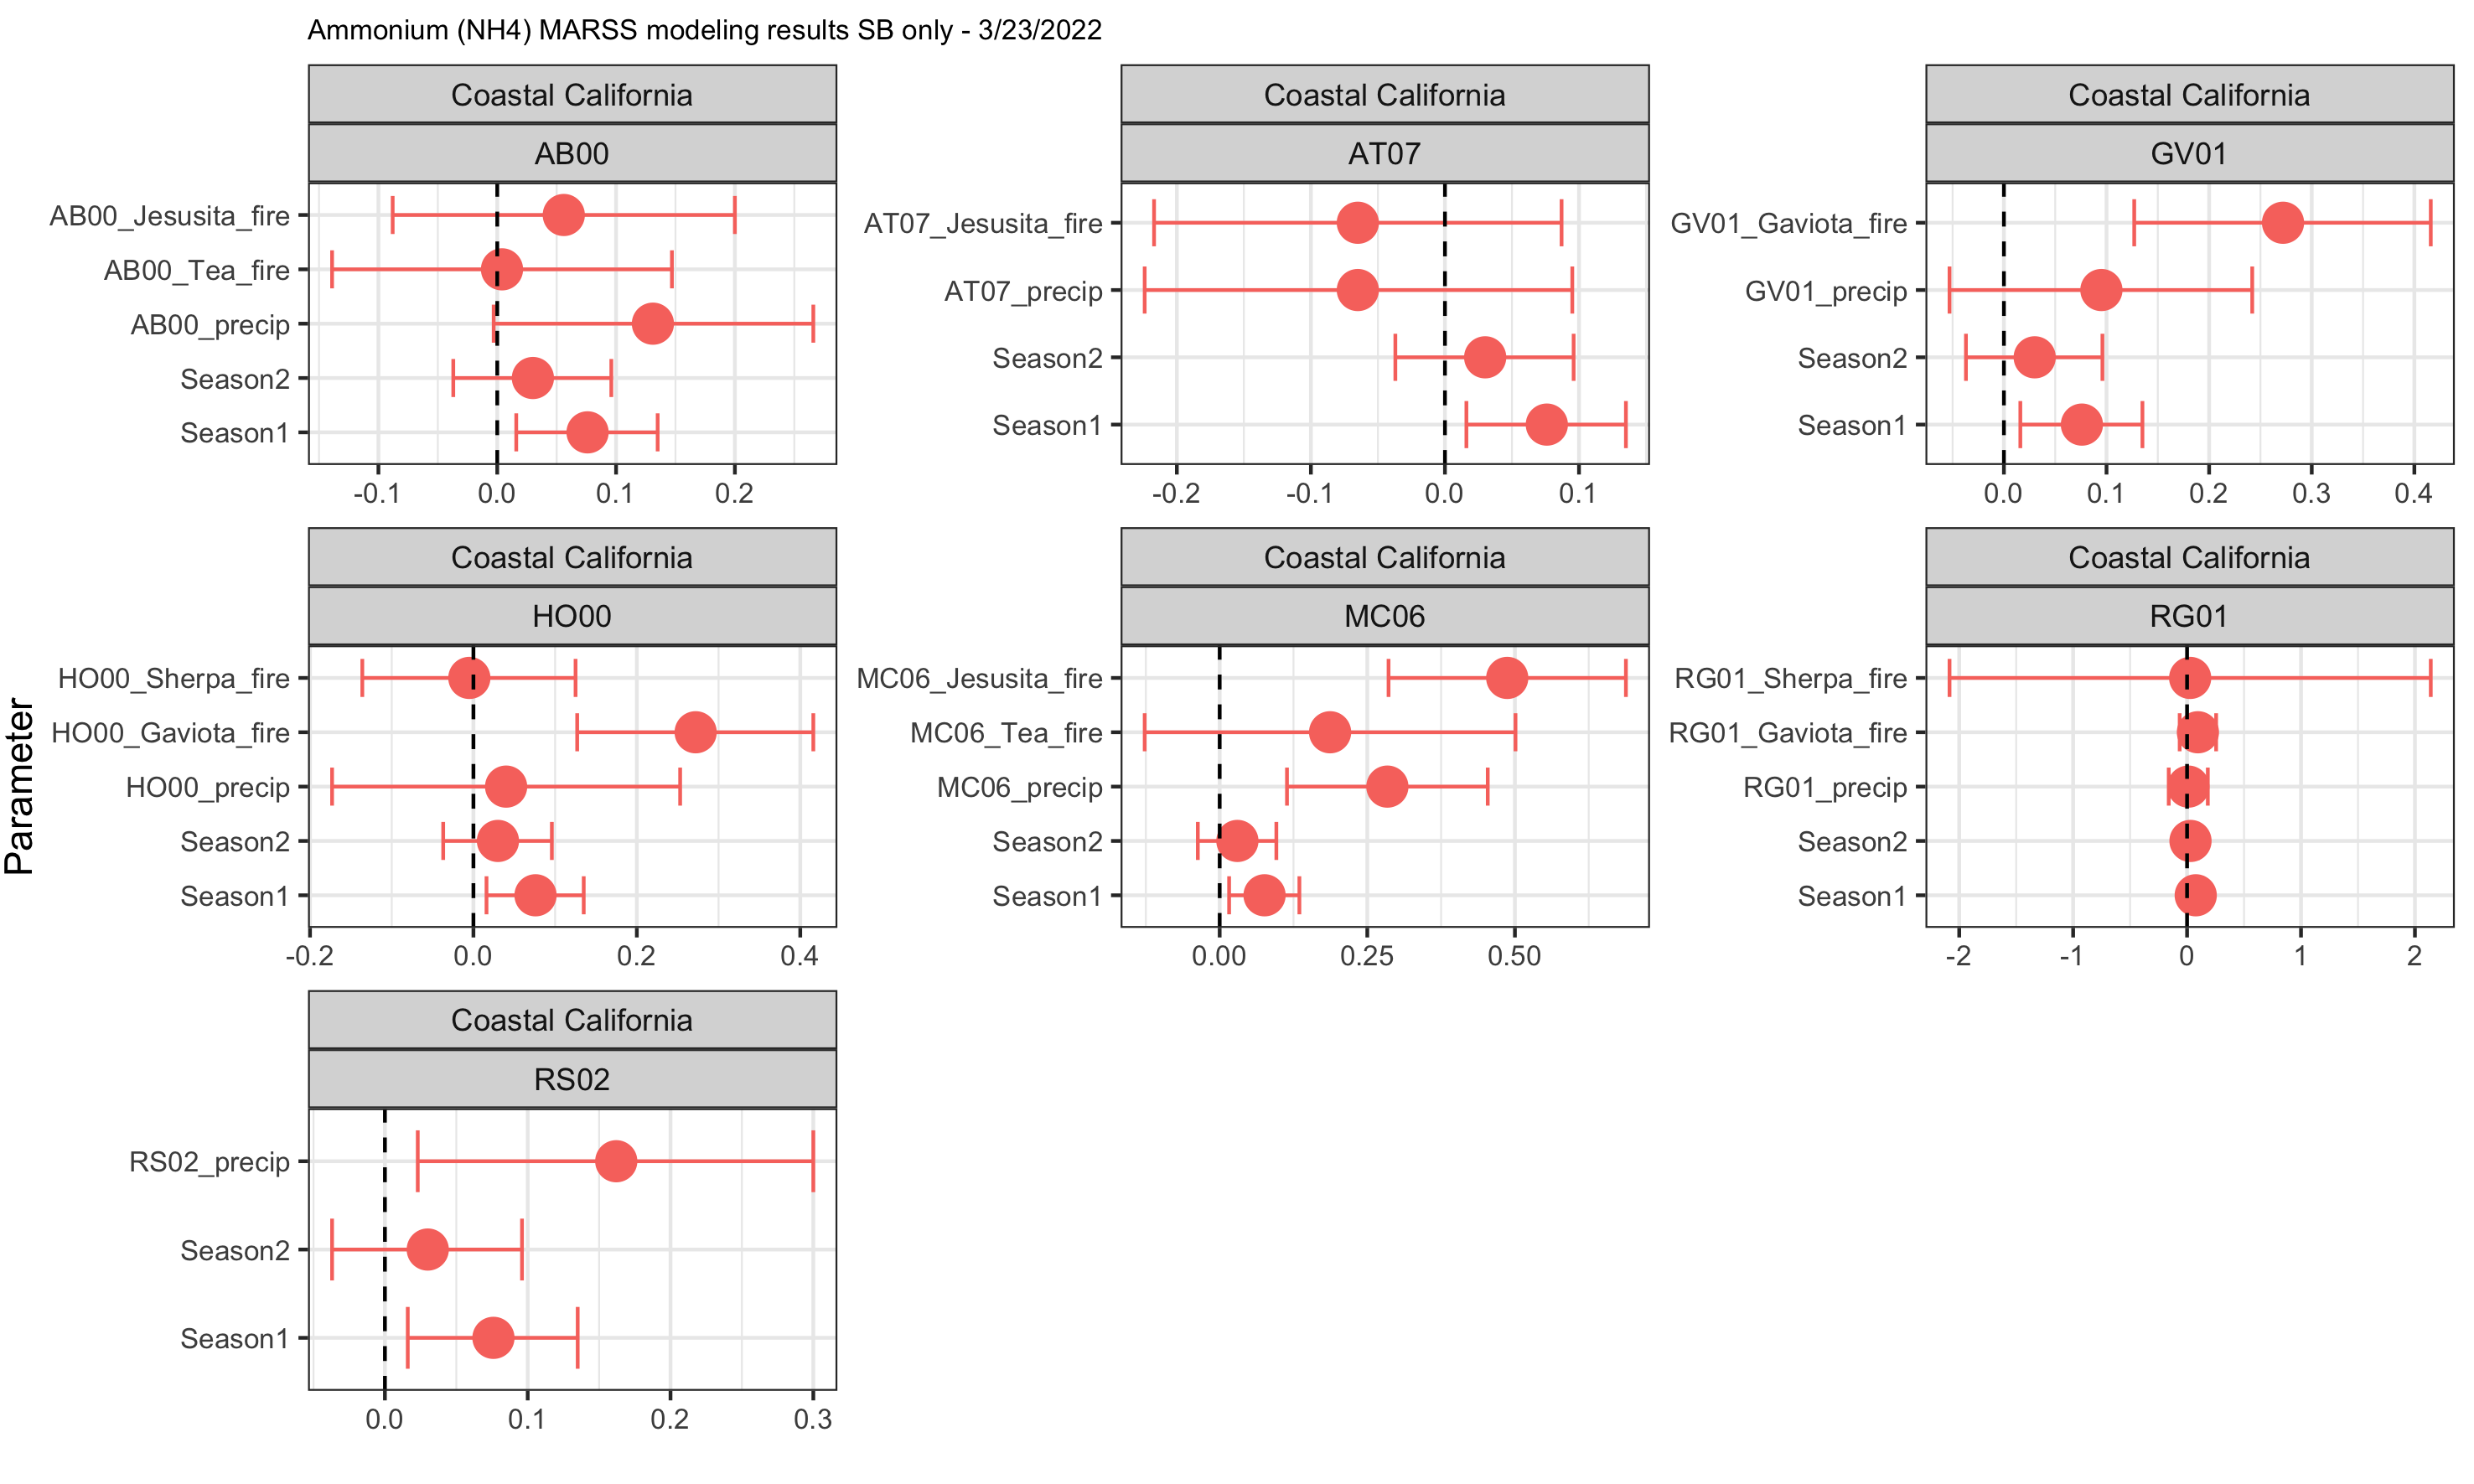 Ammonium (NH4) MARSS modeling results SB only - 3/23/2022
Coastal California
AB00
AB00_Jesusita_fire
AB00_Tea_fire
AB00_precip
Season2
Season1
-0.1 0.0 0.1 0.2
Coastal California
AT07
AT07_Jesusita_fire
AT07_precip
Season2
Season1
-0.2 -0.1 0.0 0.1
Coastal California
GV01
GV01_Gaviota_fire
GV01_precip
Season2
Season1
0.0 0.1 0.2 0.3 0.4
Parameter
Coastal California
HO00
HO00_Sherpa_fire
HO00_Gaviota_fire
HO00_precip
Season2
Season1
-0.2 0.0 0.2 0.4
Coastal California
MC06
MC06_Jesusita_fire
MC06_Tea_fire
MC06_precip
Season2
Season1
0.00 0.25 0.50
Coastal California
RG01
RG01_Sherpa_fire
RG01_Gaviota_fire
RG01_precip
Season2
Season1
-2 -1 0 1 2
Coastal California
RS02
RS02_precip
Season2
Season1
0.0 0.1 0.2 0.3